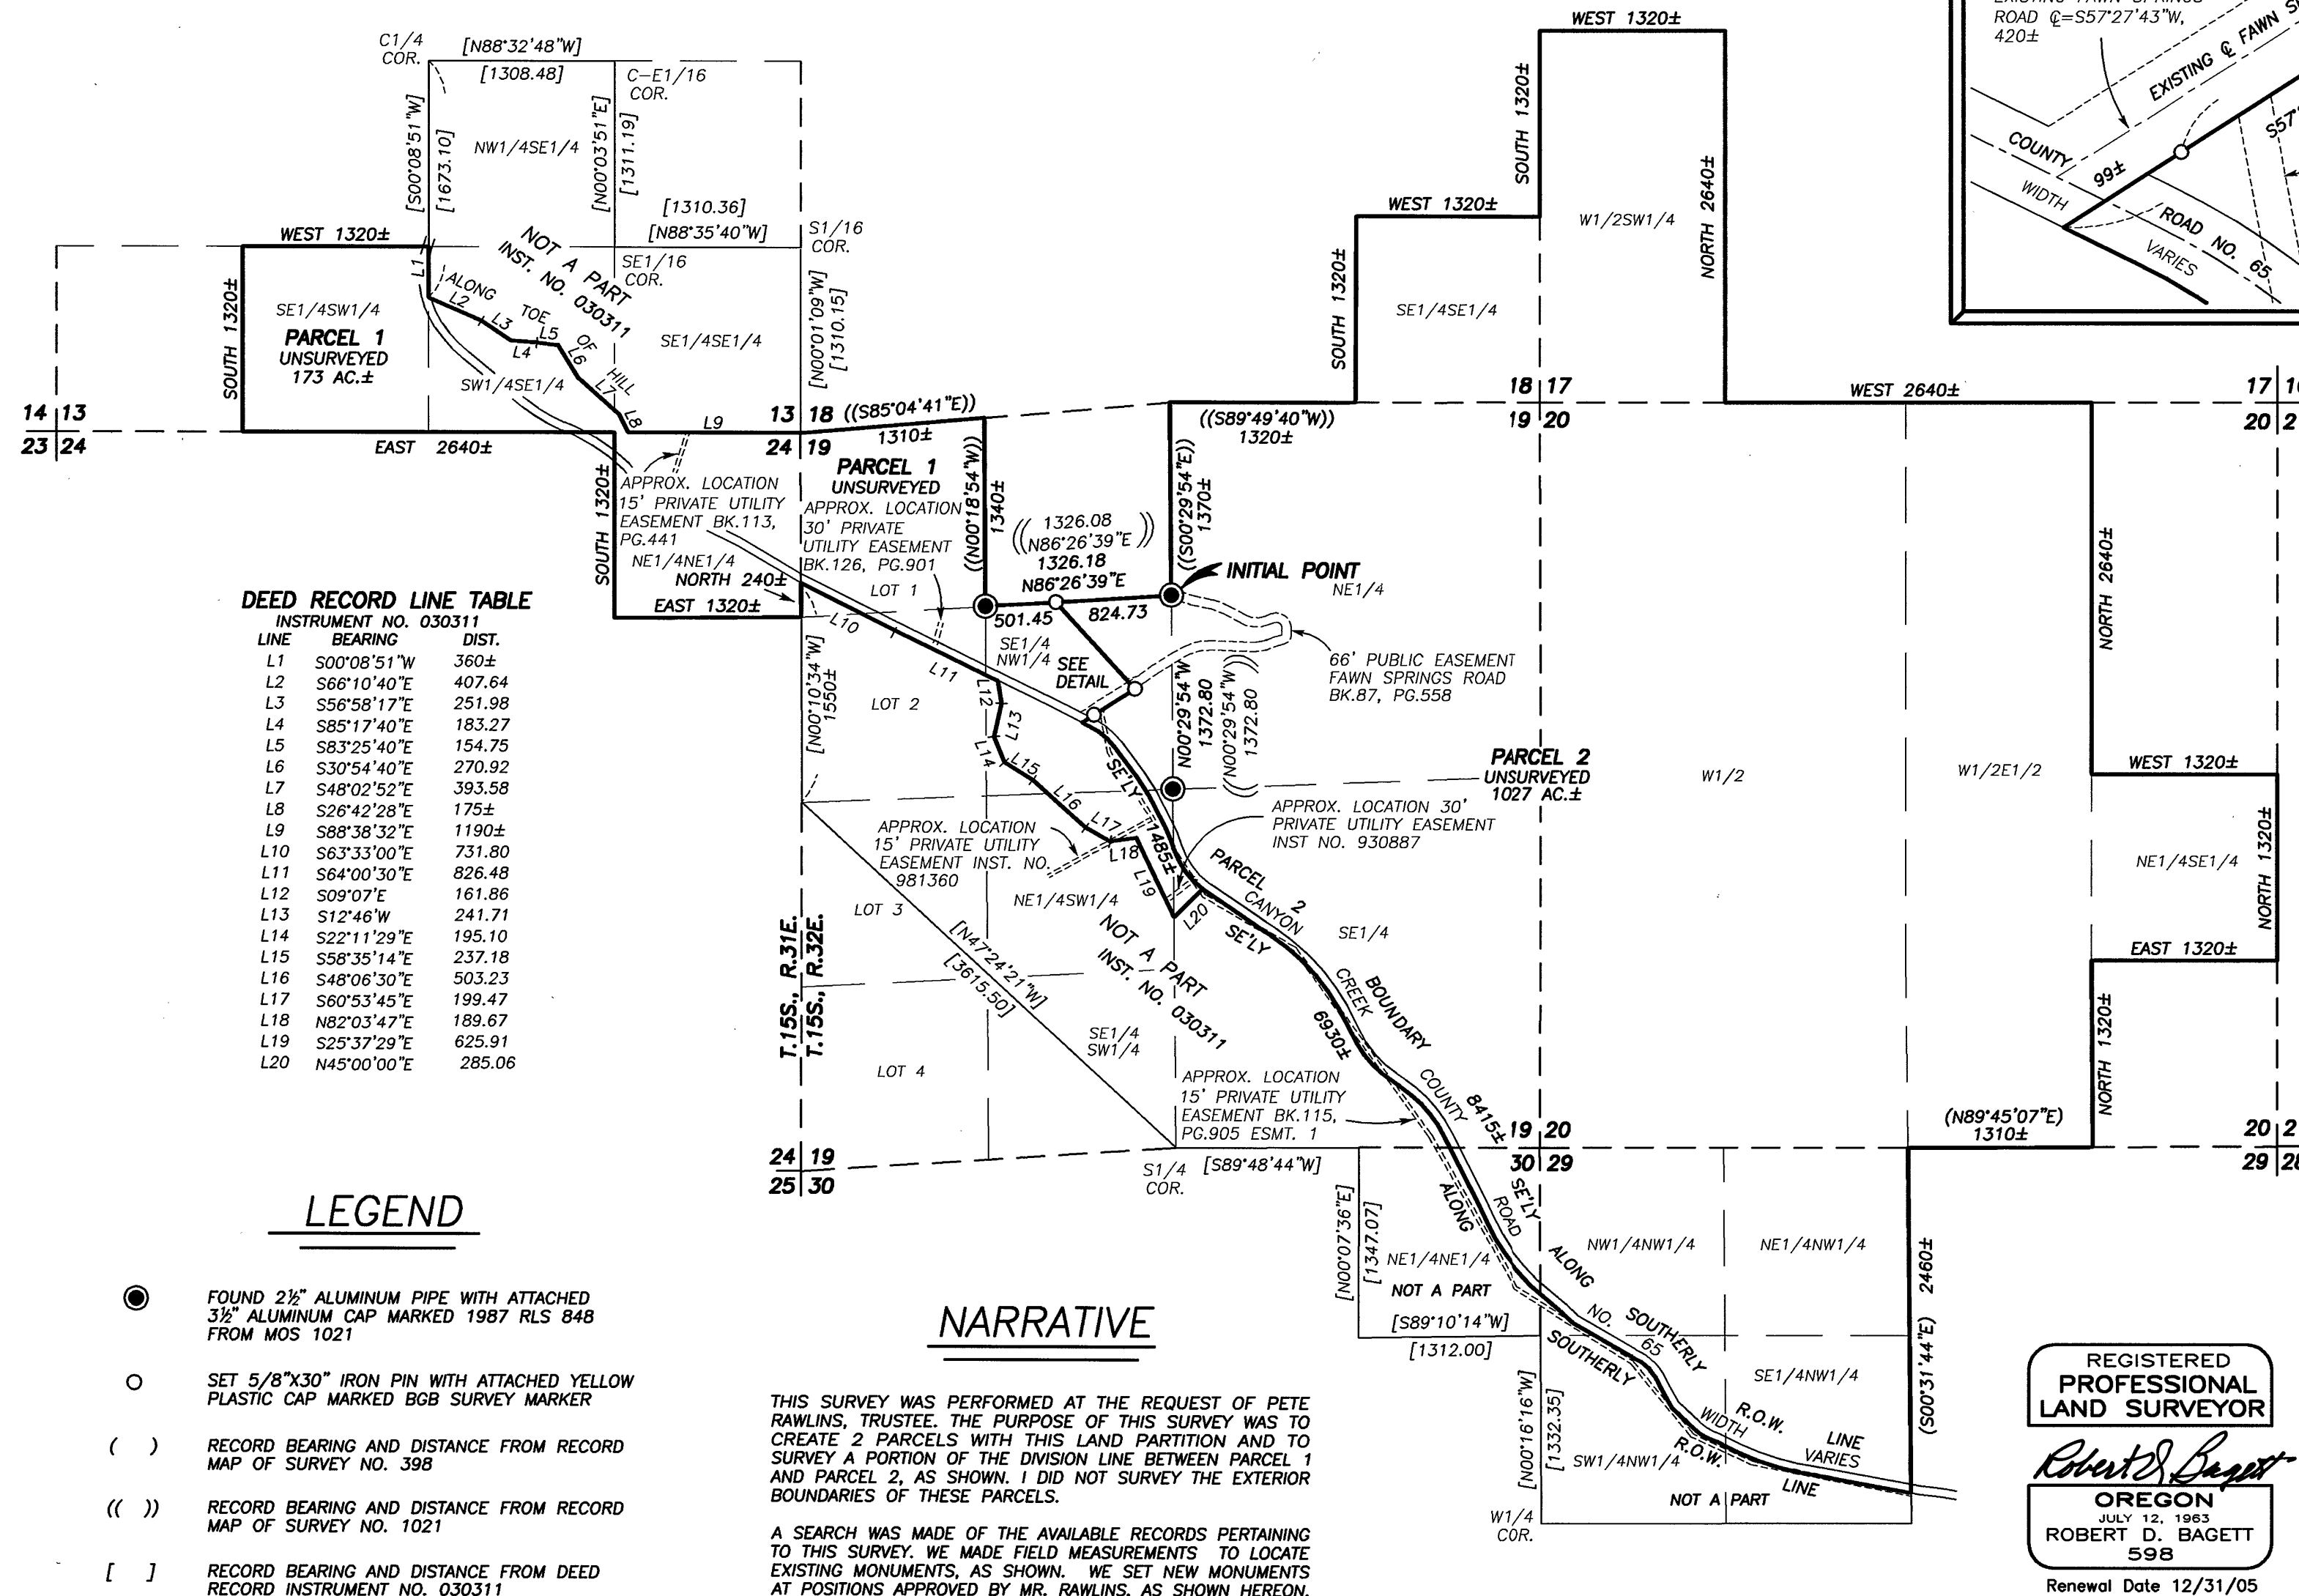 C1/4
COR.
[N88°32'48"W]
[1308.48]
C-E1/16
COR.
[S00°08'51"W]
[1673.10]
NW1/4SE1/4
[N00°03'51"E]
[1311.19]
[1310.36]
[N88°35'40"W]
S1/16
COR.
WEST 1320±
NOT A PART
INST. NO. 030311
SE1/16
COR.
SOUTH 1320±
SE1/4SW1/4
PARCEL 1
UNSURVEYED
173 AC.±
L1
ALONG
TOE
OF
HILL
L2
L3
L4
L5
L6
L7
L8
L9
SW1/4SE1/4
SE1/4SE1/4
[N00°01'09"W]
[1310.15]
14 13
23 24
EAST 2640±
13 18
24 19
((S85°04'41"E))
1310±
WEST 1320±
SOUTH 1320±
NORTH 2640±
W1/2SW1/4
WEST 1320±
SOUTH 1320±
SE1/4SE1/4
18 17
19 20
((S89°49'40"W))
1320±
WEST 2640±
17
20 2
EXISTING FAWN SPRINGS
ROAD ℄=S57°27'43"W,
420±
EXISTING ℄ FAWN
S57°
99±
COUNTY
ROAD NO. 65
WIDTH
VARIES
SOUTH 1320±
APPROX. LOCATION
15' PRIVATE UTILITY
EASEMENT BK.113,
PG.441
NE1/4NE1/4
NORTH 240±
EAST 1320±
PARCEL 1
UNSURVEYED
APPROX. LOCATION
30' PRIVATE
UTILITY EASEMENT
BK.126, PG.901
LOT 1
((N00°18'54"W))
1340±
((1326.08
N86°26'39"E))
1326.18
N86°26'39"E
501.45
824.73
((S00°29'54"E))
1370±
INITIAL POINT
NE1/4
SE1/4
NW1/4
SEE
DETAIL
66' PUBLIC EASEMENT
FAWN SPRINGS ROAD
BK.87, PG.558
N00°29'54"W
1372.80
((N00°29'54"W
1372.80))
L10
L11
L12
L13
L14
L15
L16
L17
L18
L19
L20
[N00°10'34"W]
1550±
LOT 2
SE'LY
1485±
PARCEL 2
UNSURVEYED
1027 AC.±
W1/2
W1/2E1/2
NORTH 2640±
WEST 1320±
NE1/4SE1/4
NORTH 1320±
EAST 1320±
NORTH 1320±
APPROX. LOCATION
15' PRIVATE UTILITY
EASEMENT INST. NO.
981360
APPROX. LOCATION 30'
PRIVATE UTILITY EASEMENT
INST NO. 930887
LOT 3
NE1/4SW1/4
PARCEL 2
BOUNDARY
CANYON
CREEK
COUNTY
ROAD
NO. 65
SE'LY
6930±
8415±
SE1/4
T.15S., R.31E.
T.15S., R.32E.
[N47°24'21"W]
[3615.50]
NOT A PART
INST. NO. 030311
SE1/4
SW1/4
LOT 4
APPROX. LOCATION
15' PRIVATE UTILITY
EASEMENT BK.115,
PG.905 ESMT. 1
24 19
25 30
S1/4
COR.
[S89°48'44"W]
19 20
30 29
(N89°45'07"E)
1310±
20 2
29 28
[N00°07'36"E]
[1347.07]
NE1/4NE1/4
NOT A PART
[S89°10'14"W]
[1312.00]
ALONG
SOUTHERLY
R.O.W.
LINE
SE'LY
ALONG
SOUTHERLY
R.O.W.
LINE
WIDTH
VARIES
NW1/4NW1/4
NE1/4NW1/4
SE1/4NW1/4
SW1/4NW1/4
NOT A PART
(S00°31'44"E) 2460±
[N00°16'16"W]
[1332.35]
W1/4
COR.
DEED RECORD LINE TABLE
INSTRUMENT NO. 030311
LINE BEARING DIST.
L1 S00°08'51"W 360±
L2 S66°10'40"E 407.64
L3 S56°58'17"E 251.98
L4 S85°17'40"E 183.27
L5 S83°25'40"E 154.75
L6 S30°54'40"E 270.92
L7 S48°02'52"E 393.58
L8 S26°42'28"E 175±
L9 S88°38'32"E 1190±
L10 S63°33'00"E 731.80
L11 S64°00'30"E 826.48
L12 S09°07'E 161.86
L13 S12°46'W 241.71
L14 S22°11'29"E 195.10
L15 S58°35'14"E 237.18
L16 S48°06'30"E 503.23
L17 S60°53'45"E 199.47
L18 N82°03'47"E 189.67
L19 S25°37'29"E 625.91
L20 N45°00'00"E 285.06
LEGEND
FOUND 2½" ALUMINUM PIPE WITH ATTACHED
3½" ALUMINUM CAP MARKED 1987 RLS 848
FROM MOS 1021
SET 5/8"X30" IRON PIN WITH ATTACHED YELLOW
PLASTIC CAP MARKED BGB SURVEY MARKER
( ) RECORD BEARING AND DISTANCE FROM RECORD
MAP OF SURVEY NO. 398
(( )) RECORD BEARING AND DISTANCE FROM RECORD
MAP OF SURVEY NO. 1021
[ ] RECORD BEARING AND DISTANCE FROM DEED
RECORD INSTRUMENT NO. 030311
NARRATIVE
THIS SURVEY WAS PERFORMED AT THE REQUEST OF PETE
RAWLINS, TRUSTEE. THE PURPOSE OF THIS SURVEY WAS TO
CREATE 2 PARCELS WITH THIS LAND PARTITION AND TO
SURVEY A PORTION OF THE DIVISION LINE BETWEEN PARCEL 1
AND PARCEL 2, AS SHOWN. I DID NOT SURVEY THE EXTERIOR
BOUNDARIES OF THESE PARCELS.
A SEARCH WAS MADE OF THE AVAILABLE RECORDS PERTAINING
TO THIS SURVEY. WE MADE FIELD MEASUREMENTS TO LOCATE
EXISTING MONUMENTS, AS SHOWN. WE SET NEW MONUMENTS
AT POSITIONS APPROVED BY MR. RAWLINS, AS SHOWN HEREON.
REGISTERED
PROFESSIONAL
LAND SURVEYOR
Robert D Bagett
OREGON
JULY 12, 1963
ROBERT D. BAGETT
598
Renewal Date 12/31/05